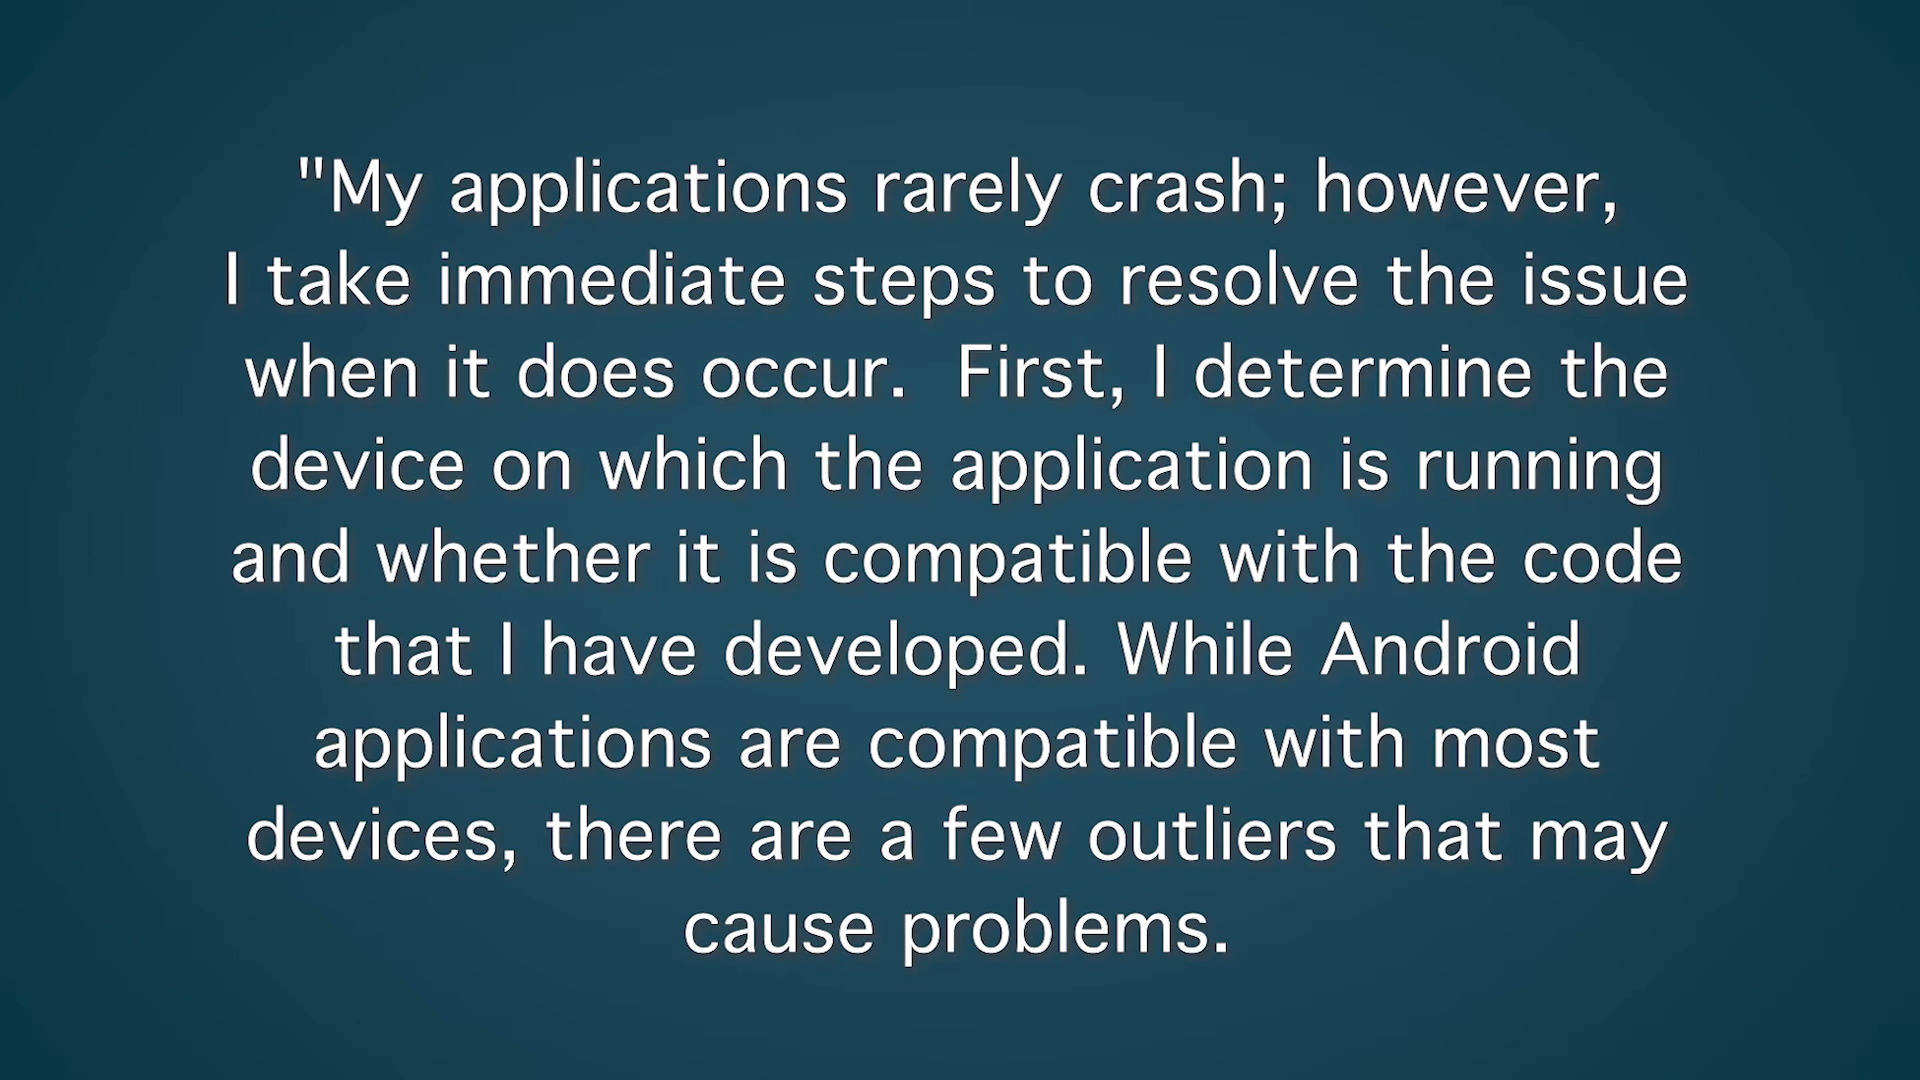 "My applications rarely crash; however,
I take immediate steps to resolve the issue
when it does occur.  First, I determine the
device on which the application is running
and whether it is compatible with the code
that I have developed. While Android
applications are compatible with most
devices, there are a few outliers that may
cause problems.